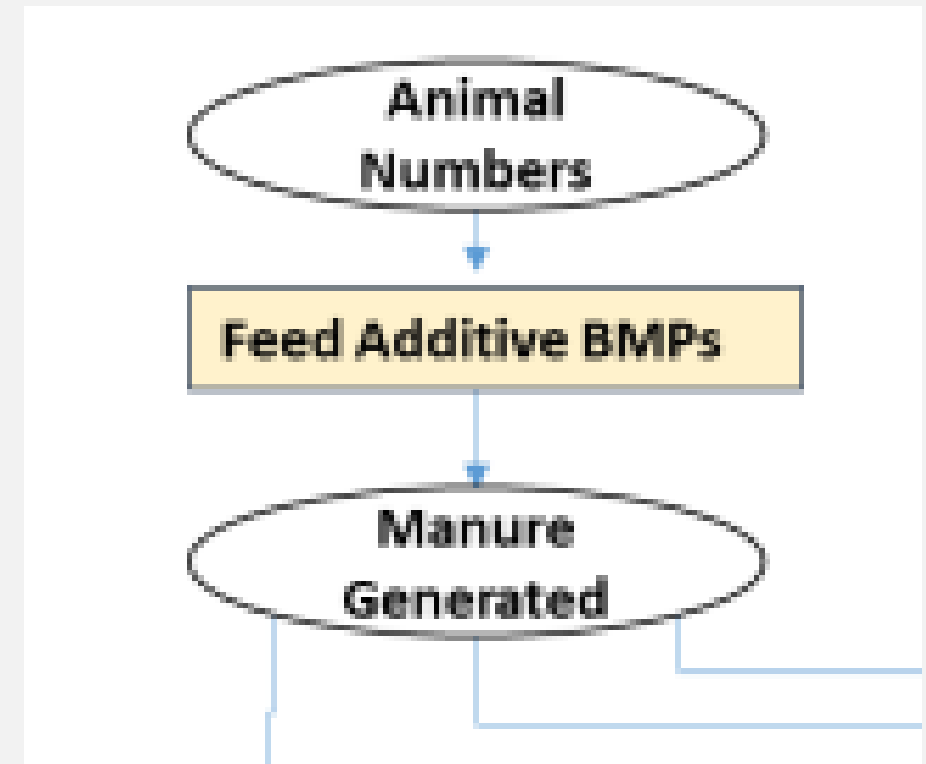 Animal
Numbers
Feed Additive BMPs
Manure
Generated